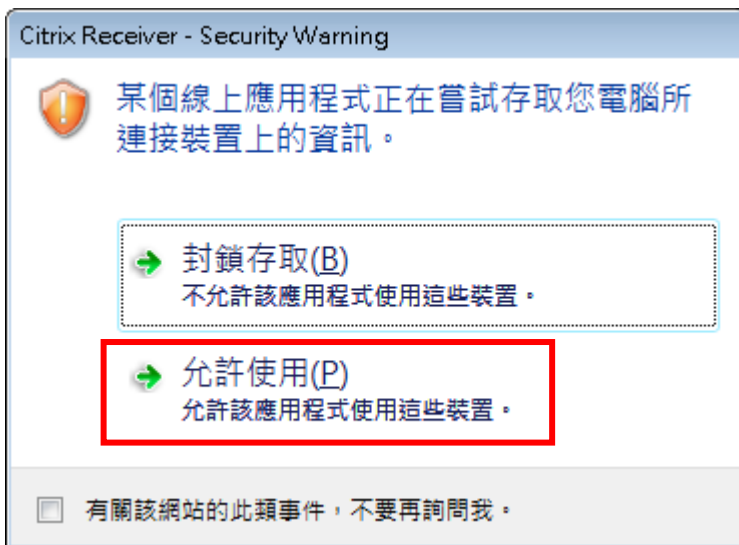 Citrix Receiver - Security Warning
某個線上應用程式正在嘗試存取您電腦所
連接裝置上的資訊。
封鎖存取(B)
不允許該應用程式使用這些裝置。
允許使用(P)
允許該應用程式使用這些裝置。
有關該網站的此類事件，不要再詢問我。